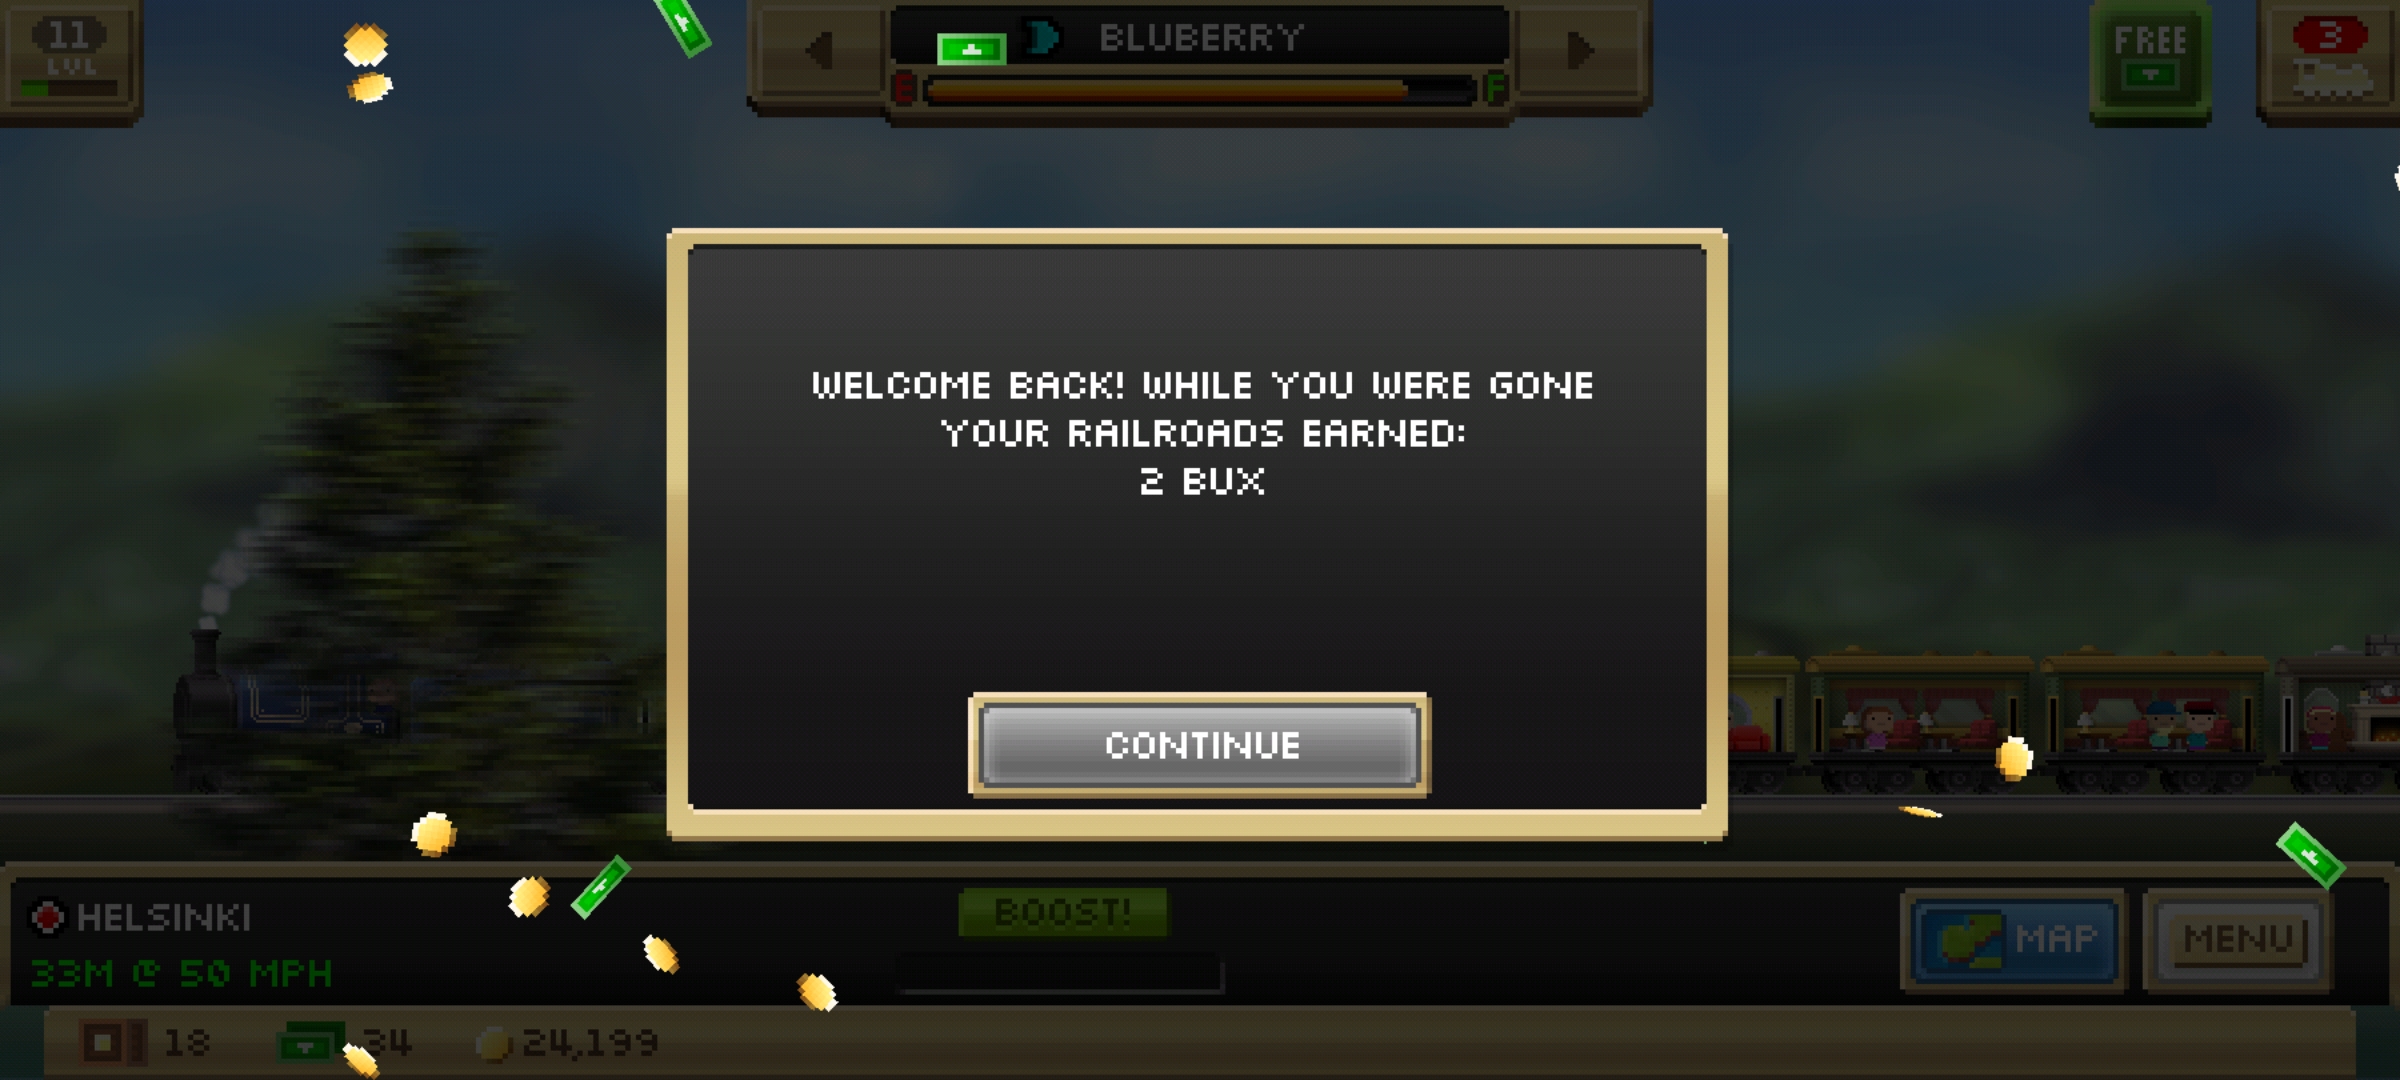 11
LVL
BLUBERRY
E
F
FREE
3
WELCOME BACK! WHILE YOU WERE GONE
YOUR RAILROADS EARNED:
2 BUX
CONTINUE
HELSINKI
33M @ 50 MPH
BOOST!
MAP
MENU
18
34
24,199